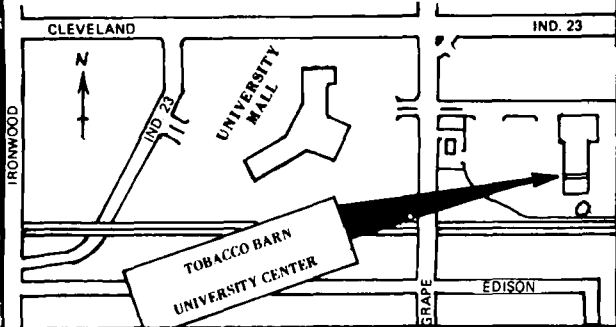 CLEVELAND
IND. 23
N
UNIVERSITY
MALL
IND. 23
IRONWOOD
TOBACCO BARN
UNIVERSITY CENTER
GRAPE
EDISON